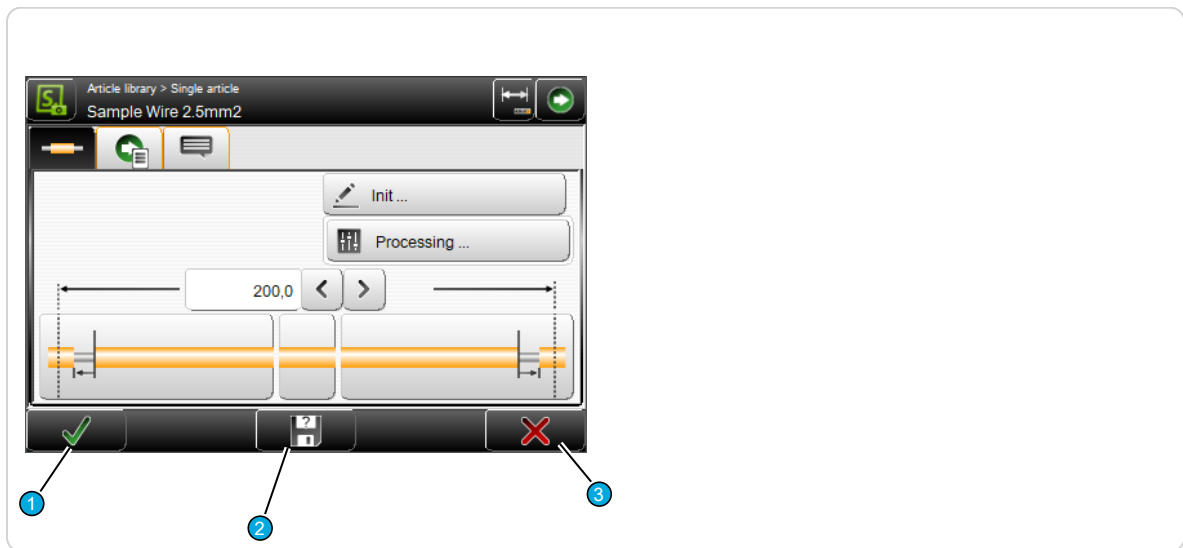 Article library > Single article
Sample Wire 2.5mm2
Init ...
Processing ...
200,0
?
1
2
3